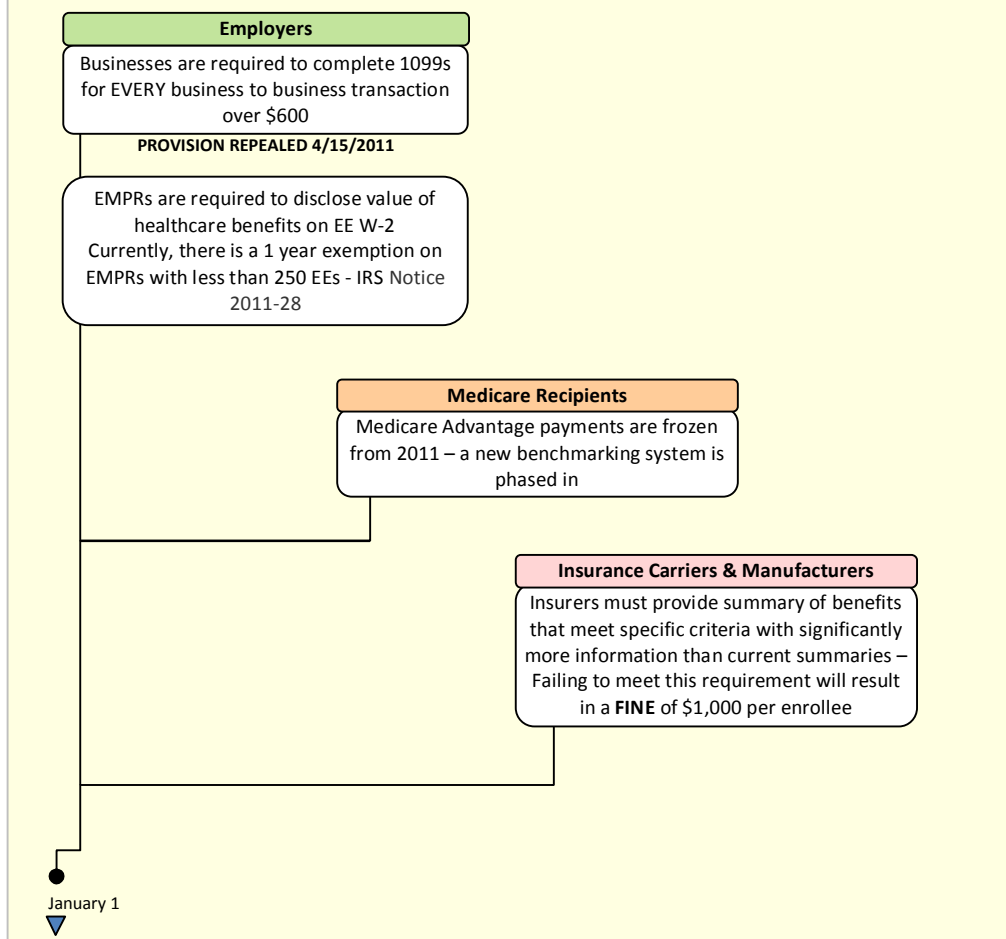 Employers
Businesses are required to complete 1099s
for EVERY business to business transaction
over $600
PROVISION REPEALED 4/15/2011
EMPRs are required to disclose value of
healthcare benefits on EE W-2
Currently, there is a 1 year exemption on
EMPRs with less than 250 EEs - IRS Notice
2011-28
Medicare Recipients
Medicare Advantage payments are frozen
from 2011 – a new benchmarking system is
phased in
Insurance Carriers & Manufacturers
Insurers must provide summary of benefits
that meet specific criteria with significantly
more information than current summaries –
Failing to meet this requirement will result
in a FINE of $1,000 per enrollee
January 1